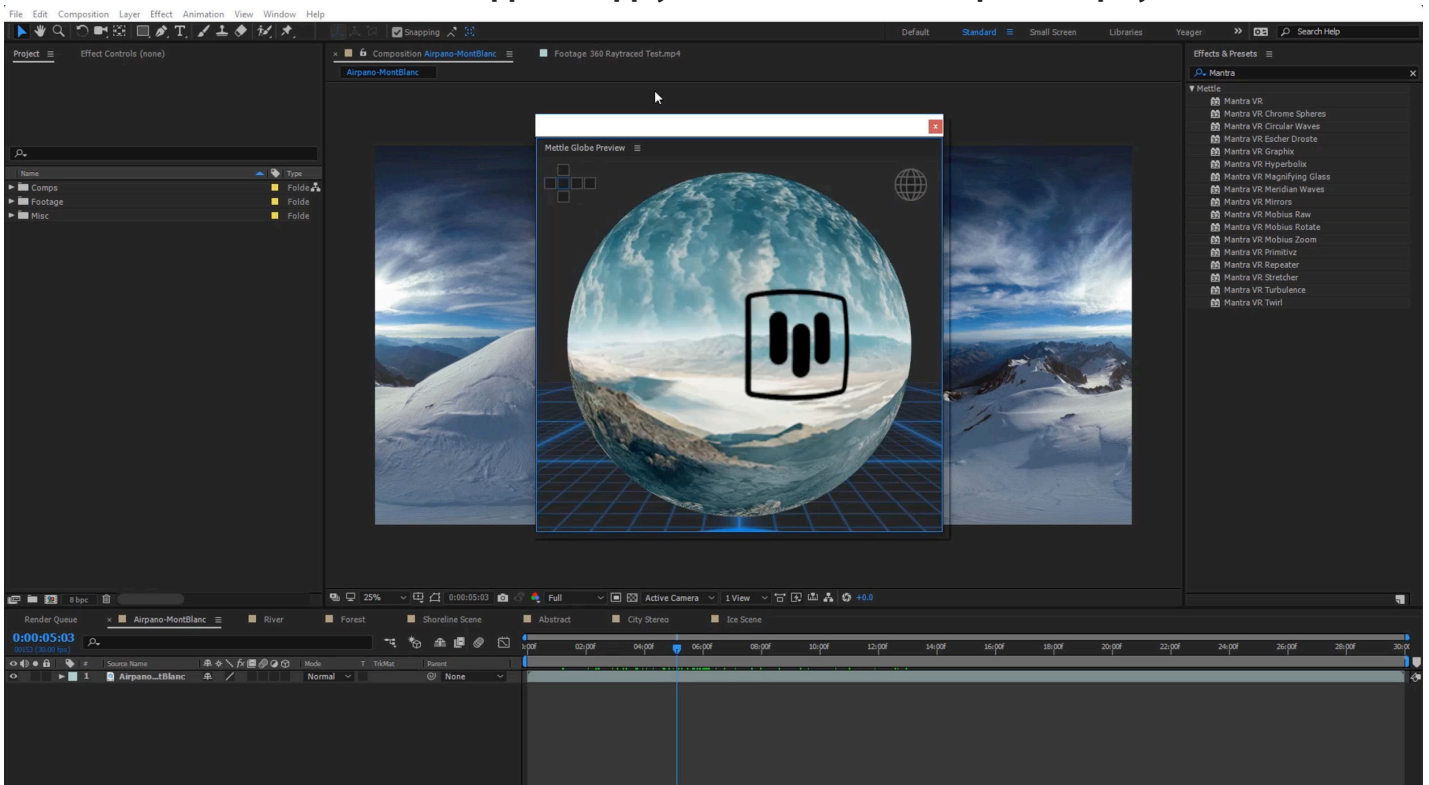 File Edit Composition Layer Effect Animation View Window Help
Snapping
Default Standard Small Screen Libraries Yeager Search Help
Project Effect Controls (none)
Composition Airpano-MontBlanc Footage 360 Raytraced Test.mp4
Airpano-MontBlanc
Effects & Presets
Mantra
Mettle
Mantra VR
Mantra VR Chrome Spheres
Mantra VR Circular Waves
Mantra VR Escher Droste
Mantra VR Graphix
Mantra VR Hyperbolix
Mantra VR Magnifying Glass
Mantra VR Meridian Waves
Mantra VR Mirrors
Mantra VR Mobius Raw
Mantra VR Mobius Rotate
Mantra VR Mobius Zoom
Mantra VR Primitivz
Mantra VR Repeater
Mantra VR Stretcher
Mantra VR Turbulence
Mantra VR Twirl
Mettle Globe Preview
Name Type
Comps Folde
Footage Folde
Misc Folde
8 bpc
25% 0:00:05:03 Full Active Camera 1 View +0.0
Render Queue Airpano-MontBlanc River Forest Shoreline Scene Abstract City Stereo Ice Scene
0:00:05:03
00153 (30.00 fps)
02:00f 04:00f 06:00f 08:00f 10:00f 12:00f 14:00f 16:00f 18:00f 20:00f 22:00f 24:00f 26:00f 28:00f
# Source Name Mode T TrkMat Parent
1 Airpano...tBlanc Normal None